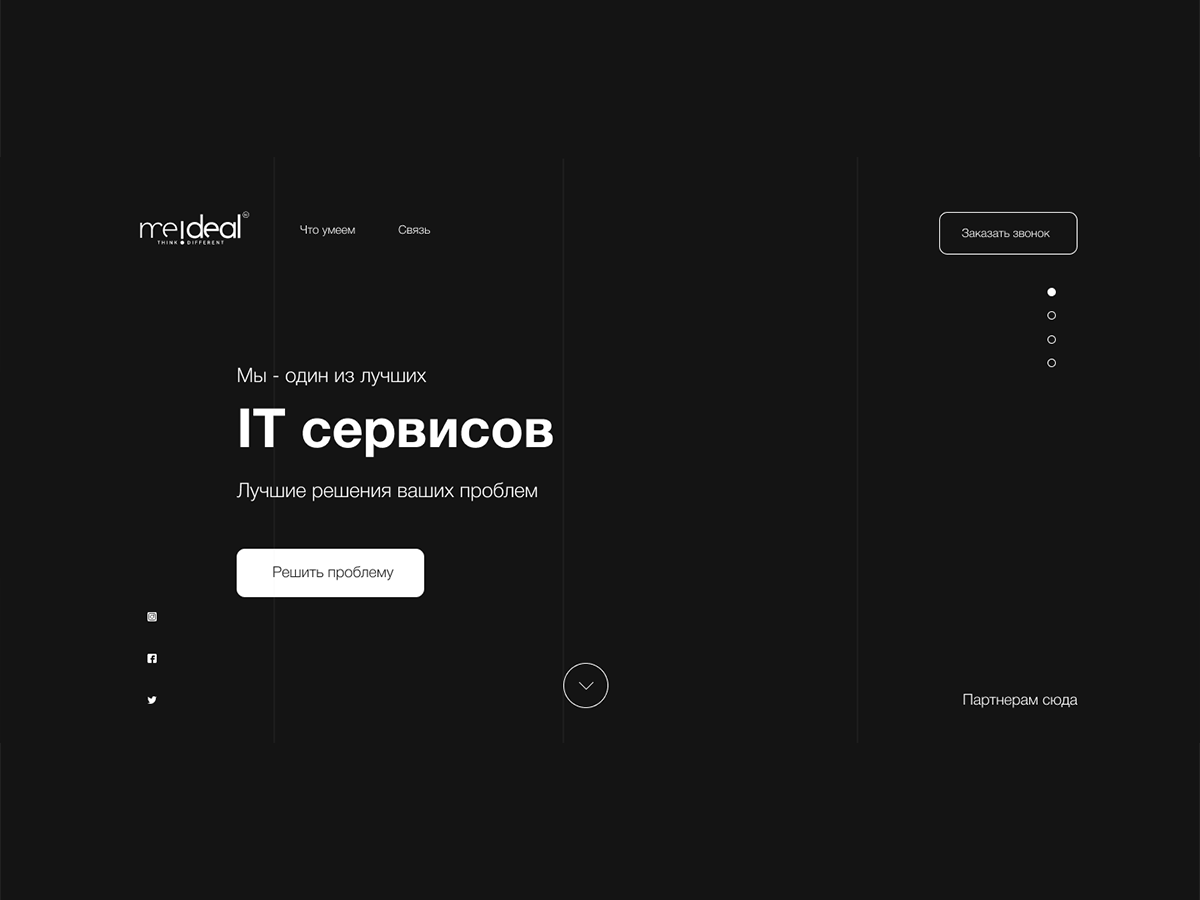 meideal
THINK DIFFERENT
Что умеем
Связь
Заказать звонок
Мы - один из лучших
IT сервисов
Лучшие решения ваших проблем
Решить проблему
Партнерам сюда